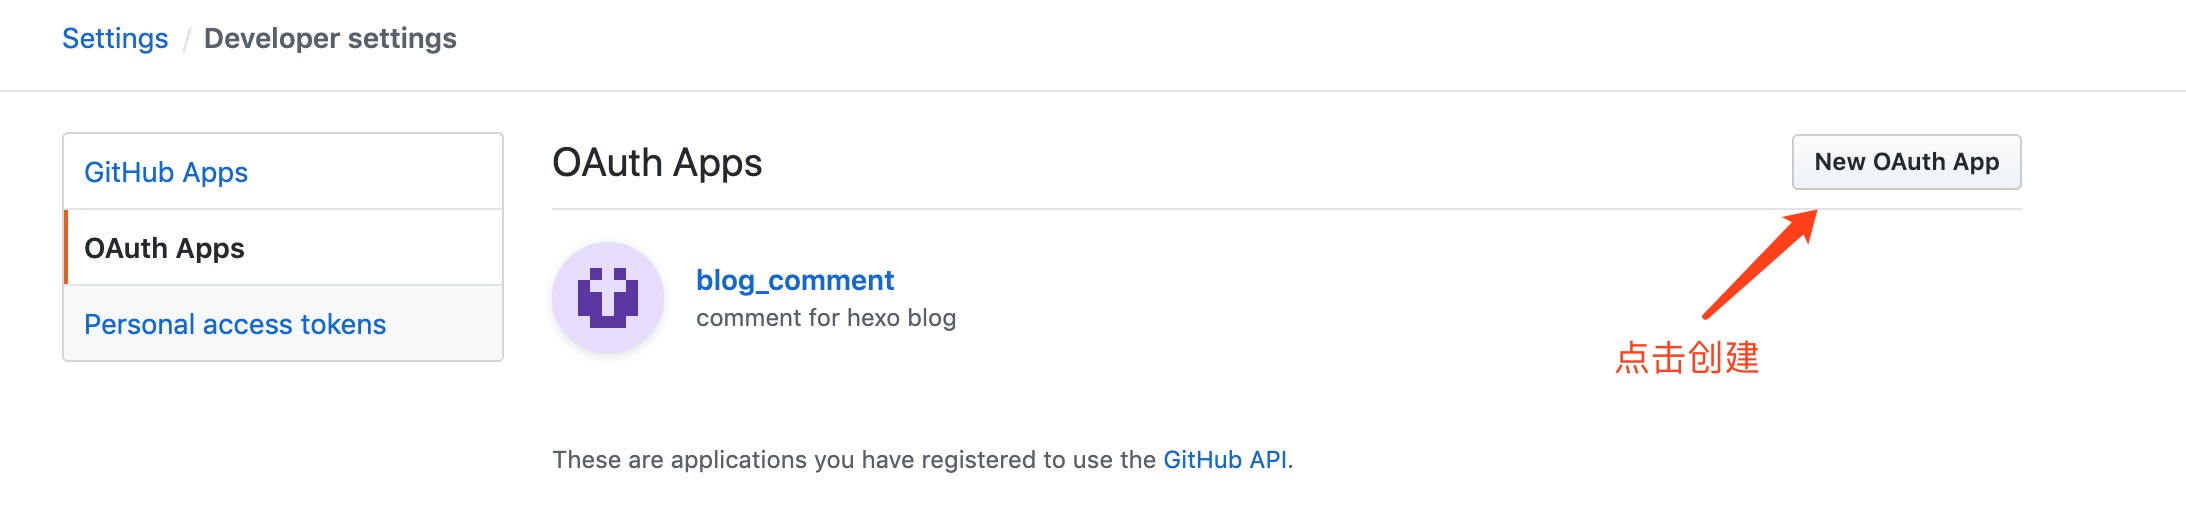 Settings / Developer settings
GitHub Apps
OAuth Apps
Personal access tokens
OAuth Apps
New OAuth App
blog_comment
comment for hexo blog
点击创建
These are applications you have registered to use the GitHub API.